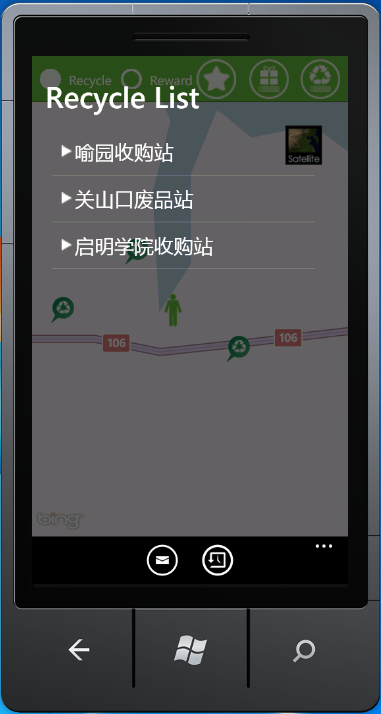 Recycle
Reward
Recycle List
Satellite
喻园收购站
关山口废品站
启明学院收购站
106
106
bing